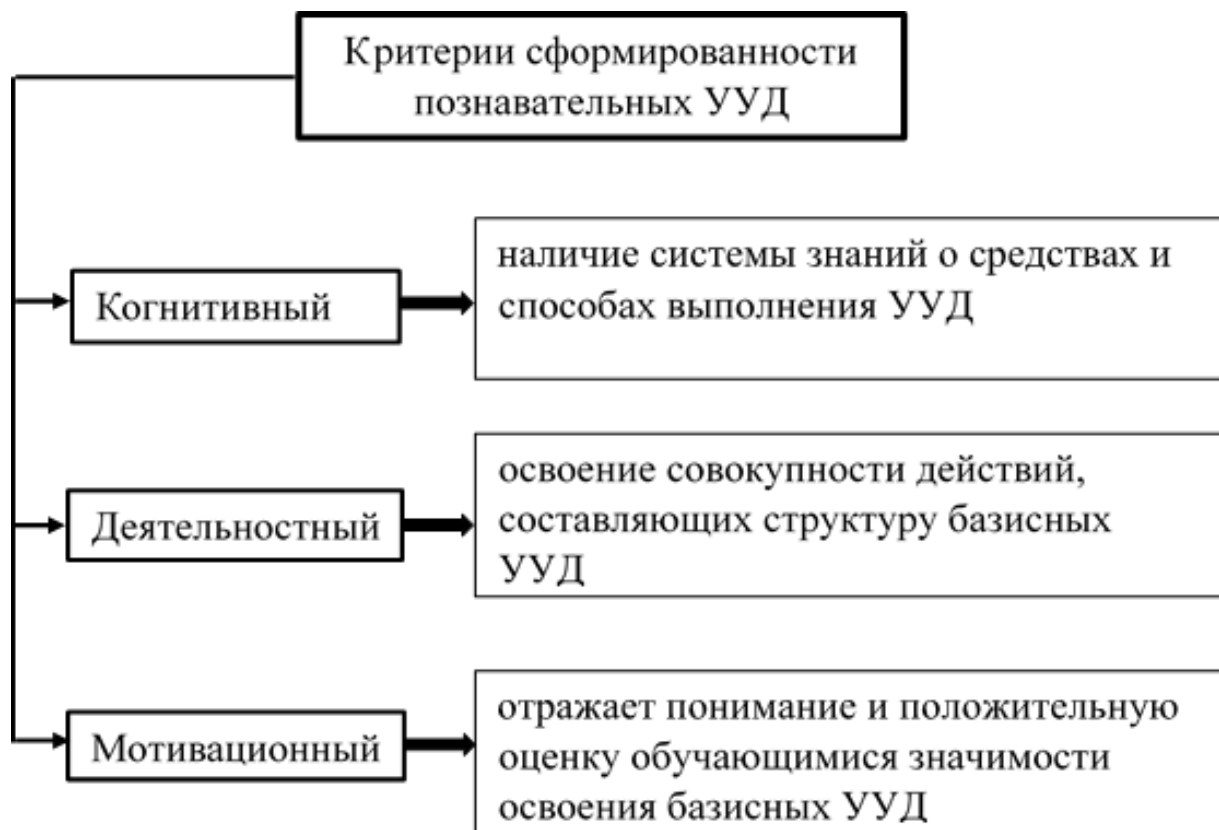 Критерии сформированности
познавательных УУД
Когнитивный
наличие системы знаний о средствах и
способах выполнения УУД
Деятельностный
освоение совокупности действий,
составляющих структуру базисных
УУД
Мотивационный
отражает понимание и положительную
оценку обучающимися значимости
освоения базисных УУД